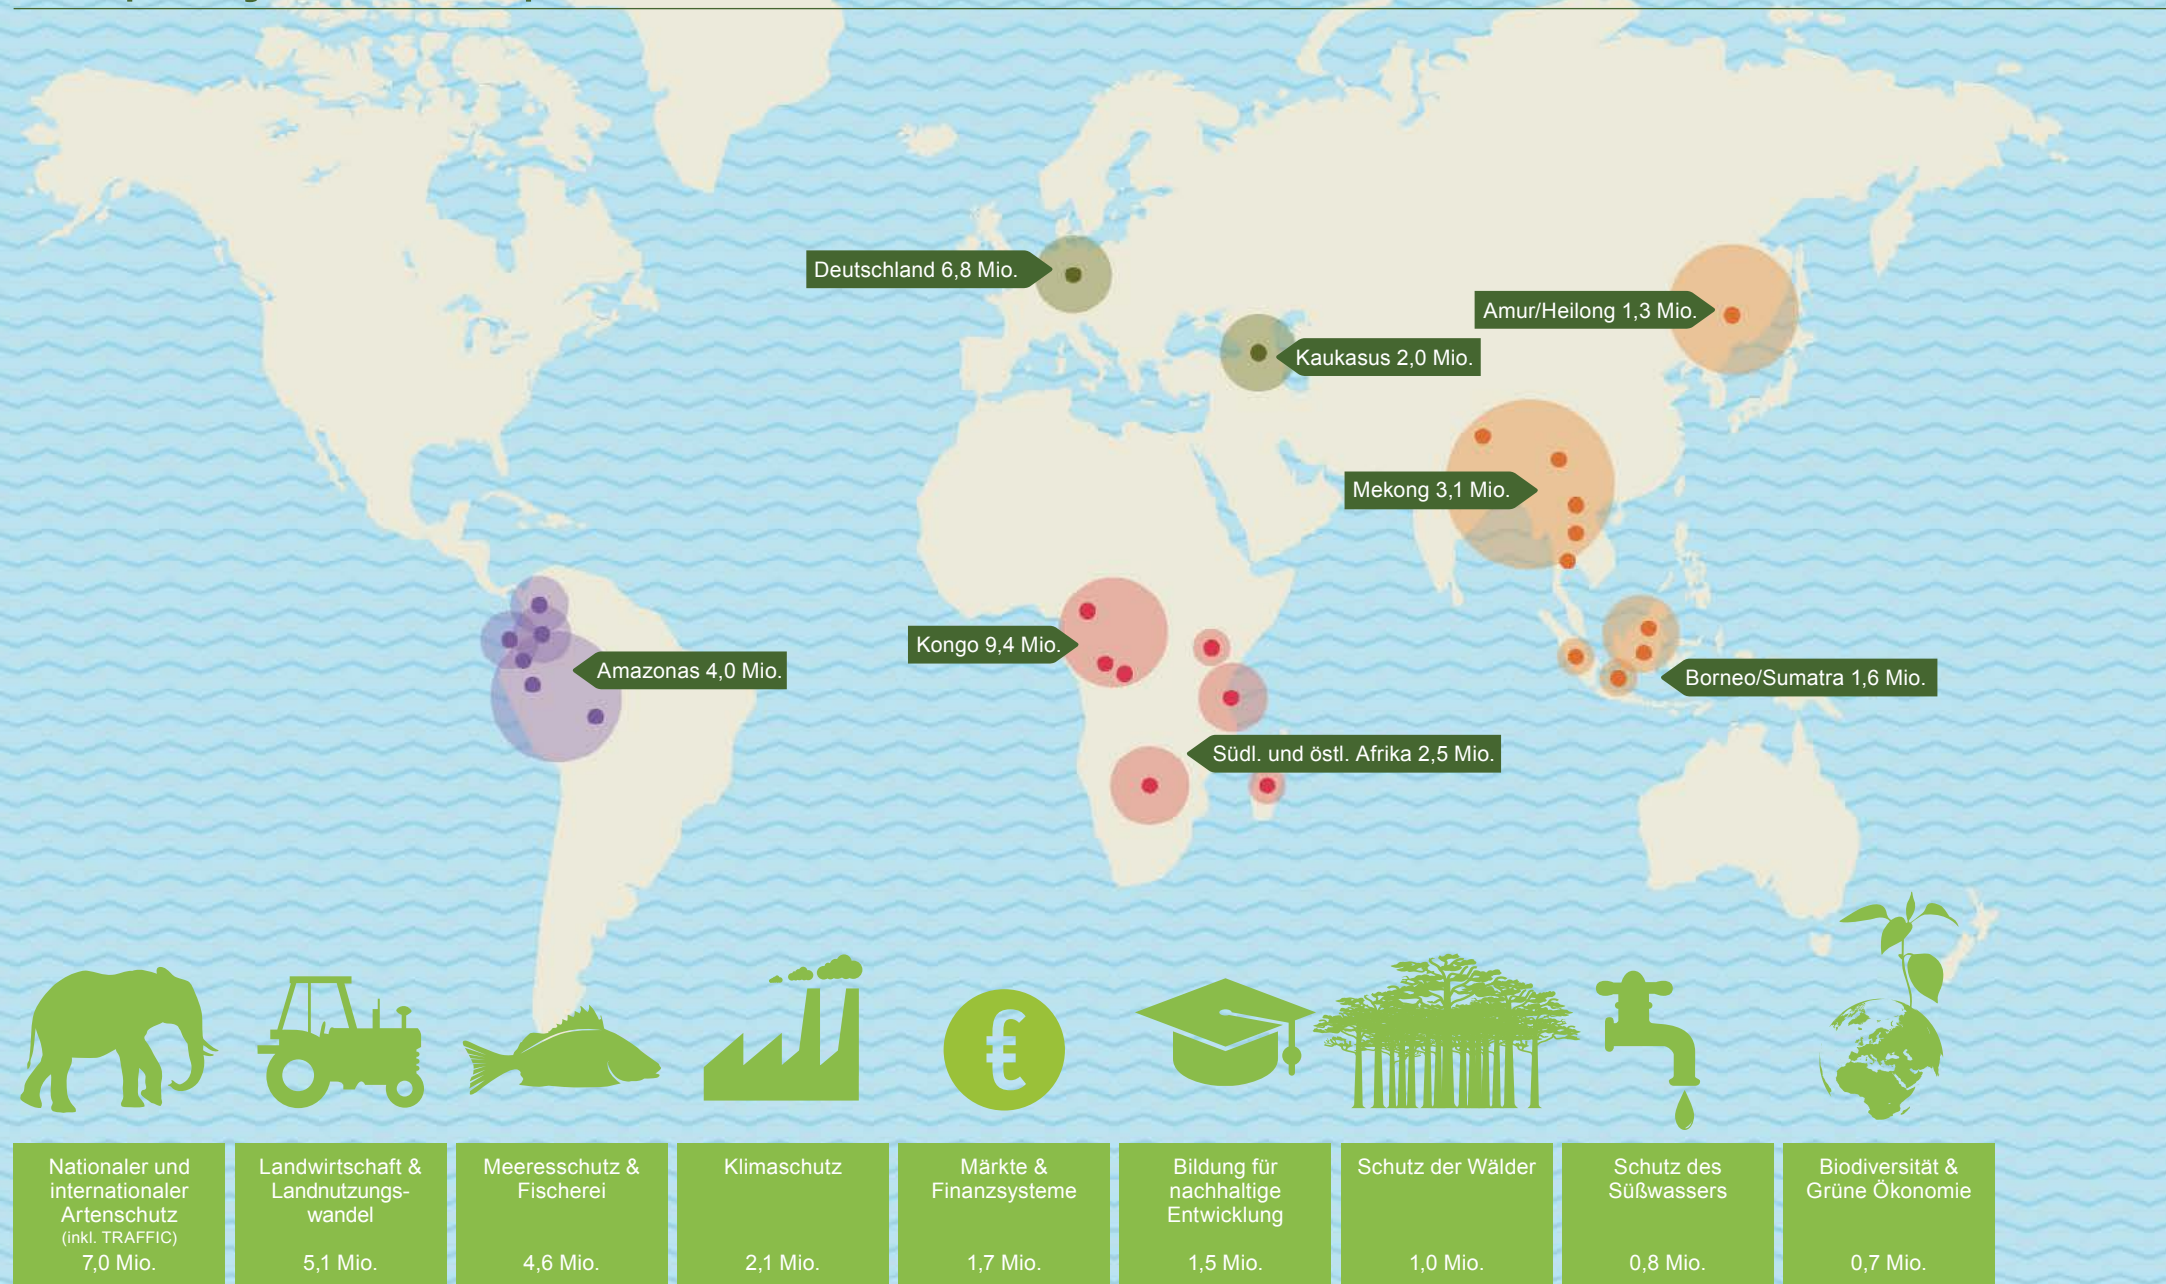 Deutschland 6,8 Mio.
Amur/Heilong 1,3 Mio.
Kaukasus 2,0 Mio.
Mekong 3,1 Mio.
Kongo 9,4 Mio.
Amazonas 4,0 Mio.
Borneo/Sumatra 1,6 Mio.
Südl. und östl. Afrika 2,5 Mio.
Nationaler und
internationaler
Artenschutz
(inkl. TRAFFIC)
7,0 Mio.
Landwirtschaft &
Landnutzungs-
wandel
5,1 Mio.
Meeresschutz &
Fischerei
4,6 Mio.
Klimaschutz
2,1 Mio.
Märkte &
Finanzsysteme
1,7 Mio.
Bildung für
nachhaltige
Entwicklung
1,5 Mio.
Schutz der Wälder
1,0 Mio.
Schutz des
Süßwassers
0,8 Mio.
Biodiversität &
Grüne Ökonomie
0,7 Mio.